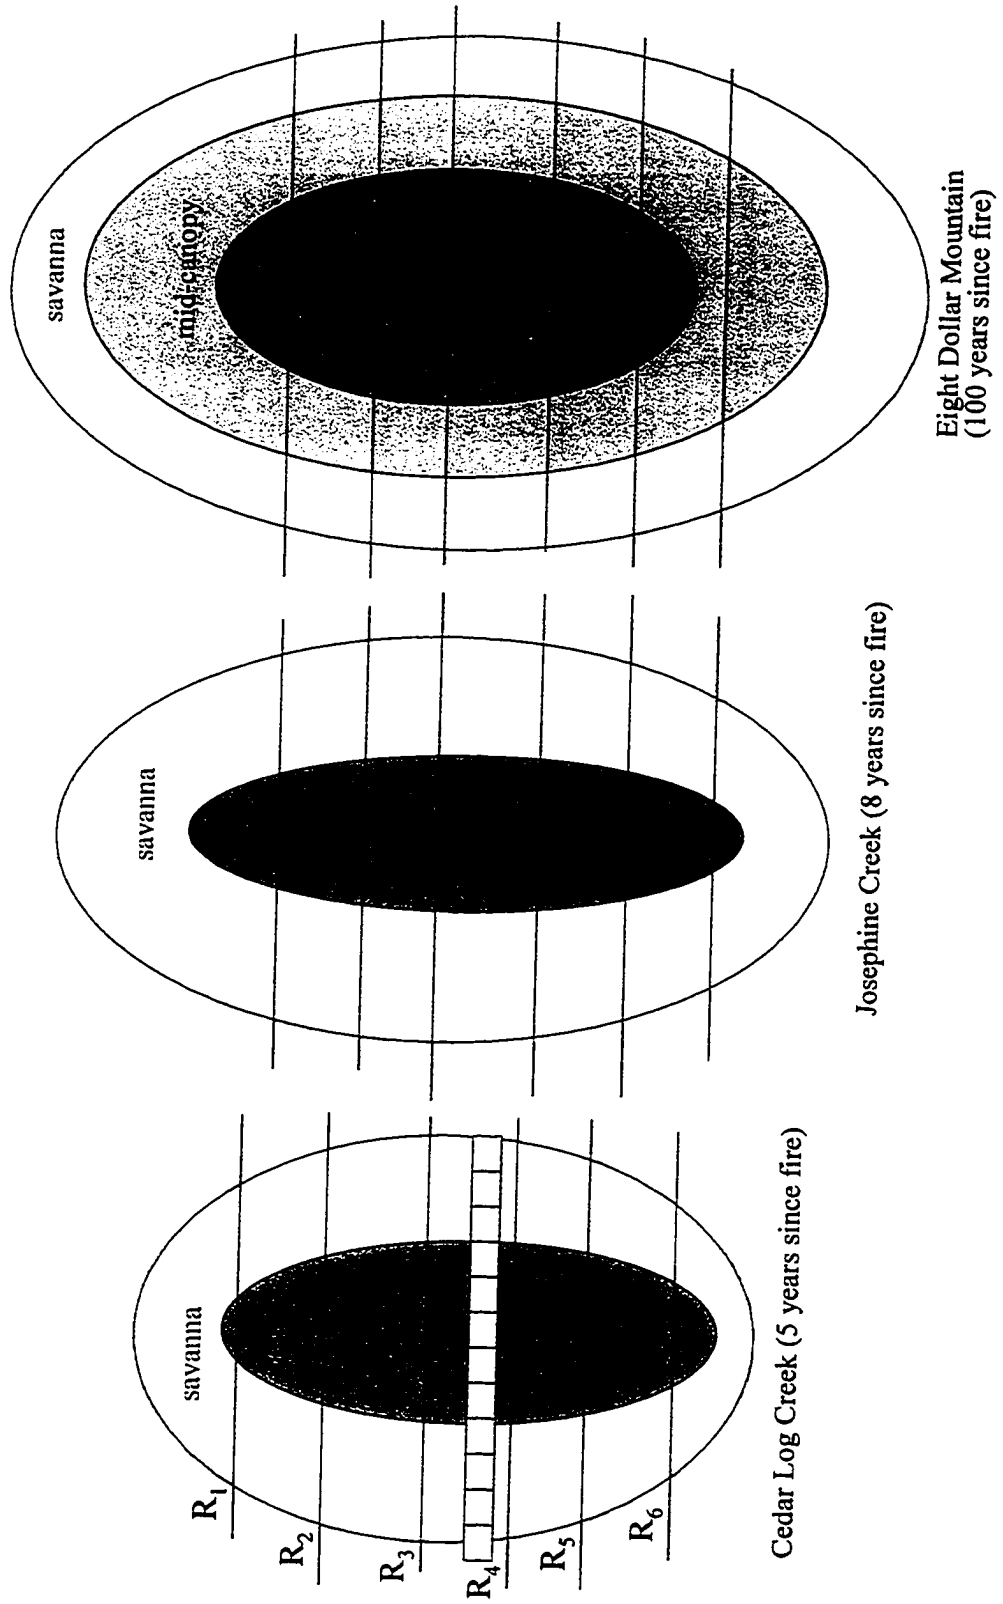 savanna
R₁
R₂
R₃
R₄
R₅
R₆
Cedar Log Creek (5 years since fire)
savanna
Josephine Creek (8 years since fire)
savanna
mid-canopy
Eight Dollar Mountain
(100 years since fire)